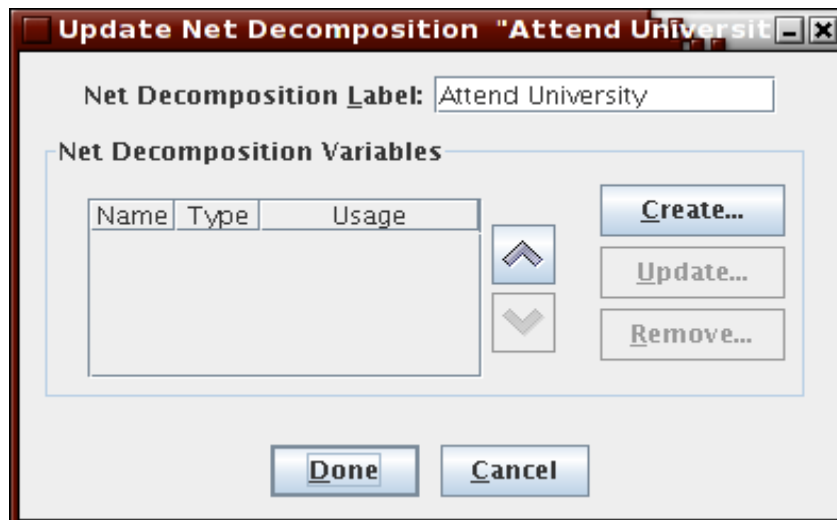 Update Net Decomposition "Attend Universit
Net Decomposition Label: Attend University
Net Decomposition Variables
Name Type Usage
Create...
Update...
Remove...
Done Cancel